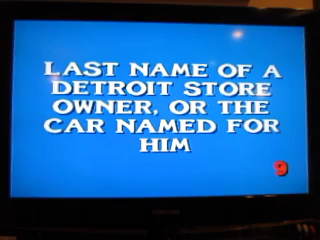 LAST NAME OF A
DETROIT STORE
OWNER, OR THE
CAR NAMED FOR
HIM
9